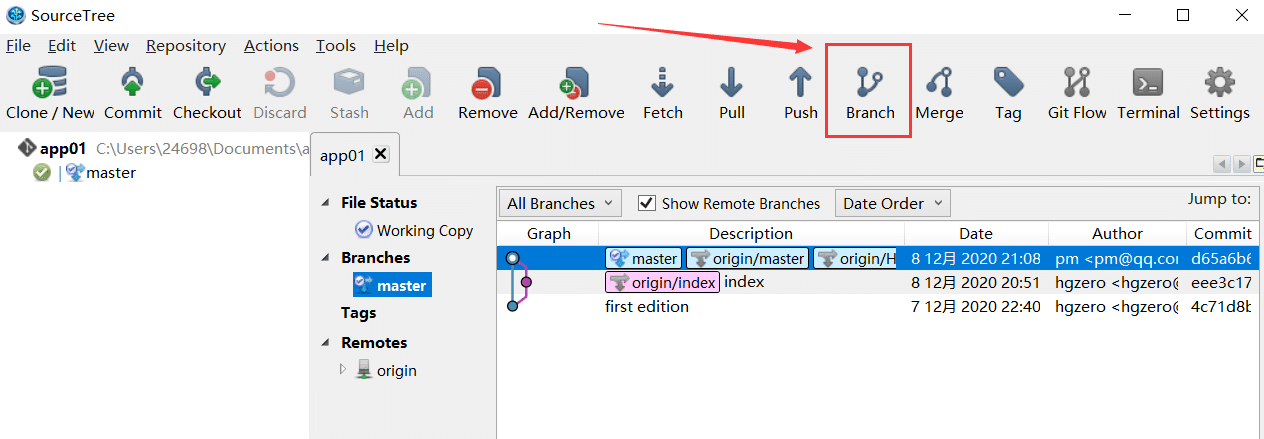 SourceTree
File Edit View Repository Actions Tools Help
Clone / New Commit Checkout Discard Stash Add Remove Add/Remove Fetch Pull Push Branch Merge Tag Git Flow Terminal Settings
app01 C:\Users\24698\Documents\a
master
app01
File Status
Working Copy
Branches
master
Tags
Remotes
origin
All Branches Show Remote Branches Date Order Jump to:
Graph Description Date Author Commit
master origin/master origin/H 8 12月 2020 21:08 pm <pm@qq.con d65a6b6
origin/index index 8 12月 2020 20:51 hgzero <hgzero@ eee3c17
first edition 7 12月 2020 22:40 hgzero <hgzero@ 4c71d8b